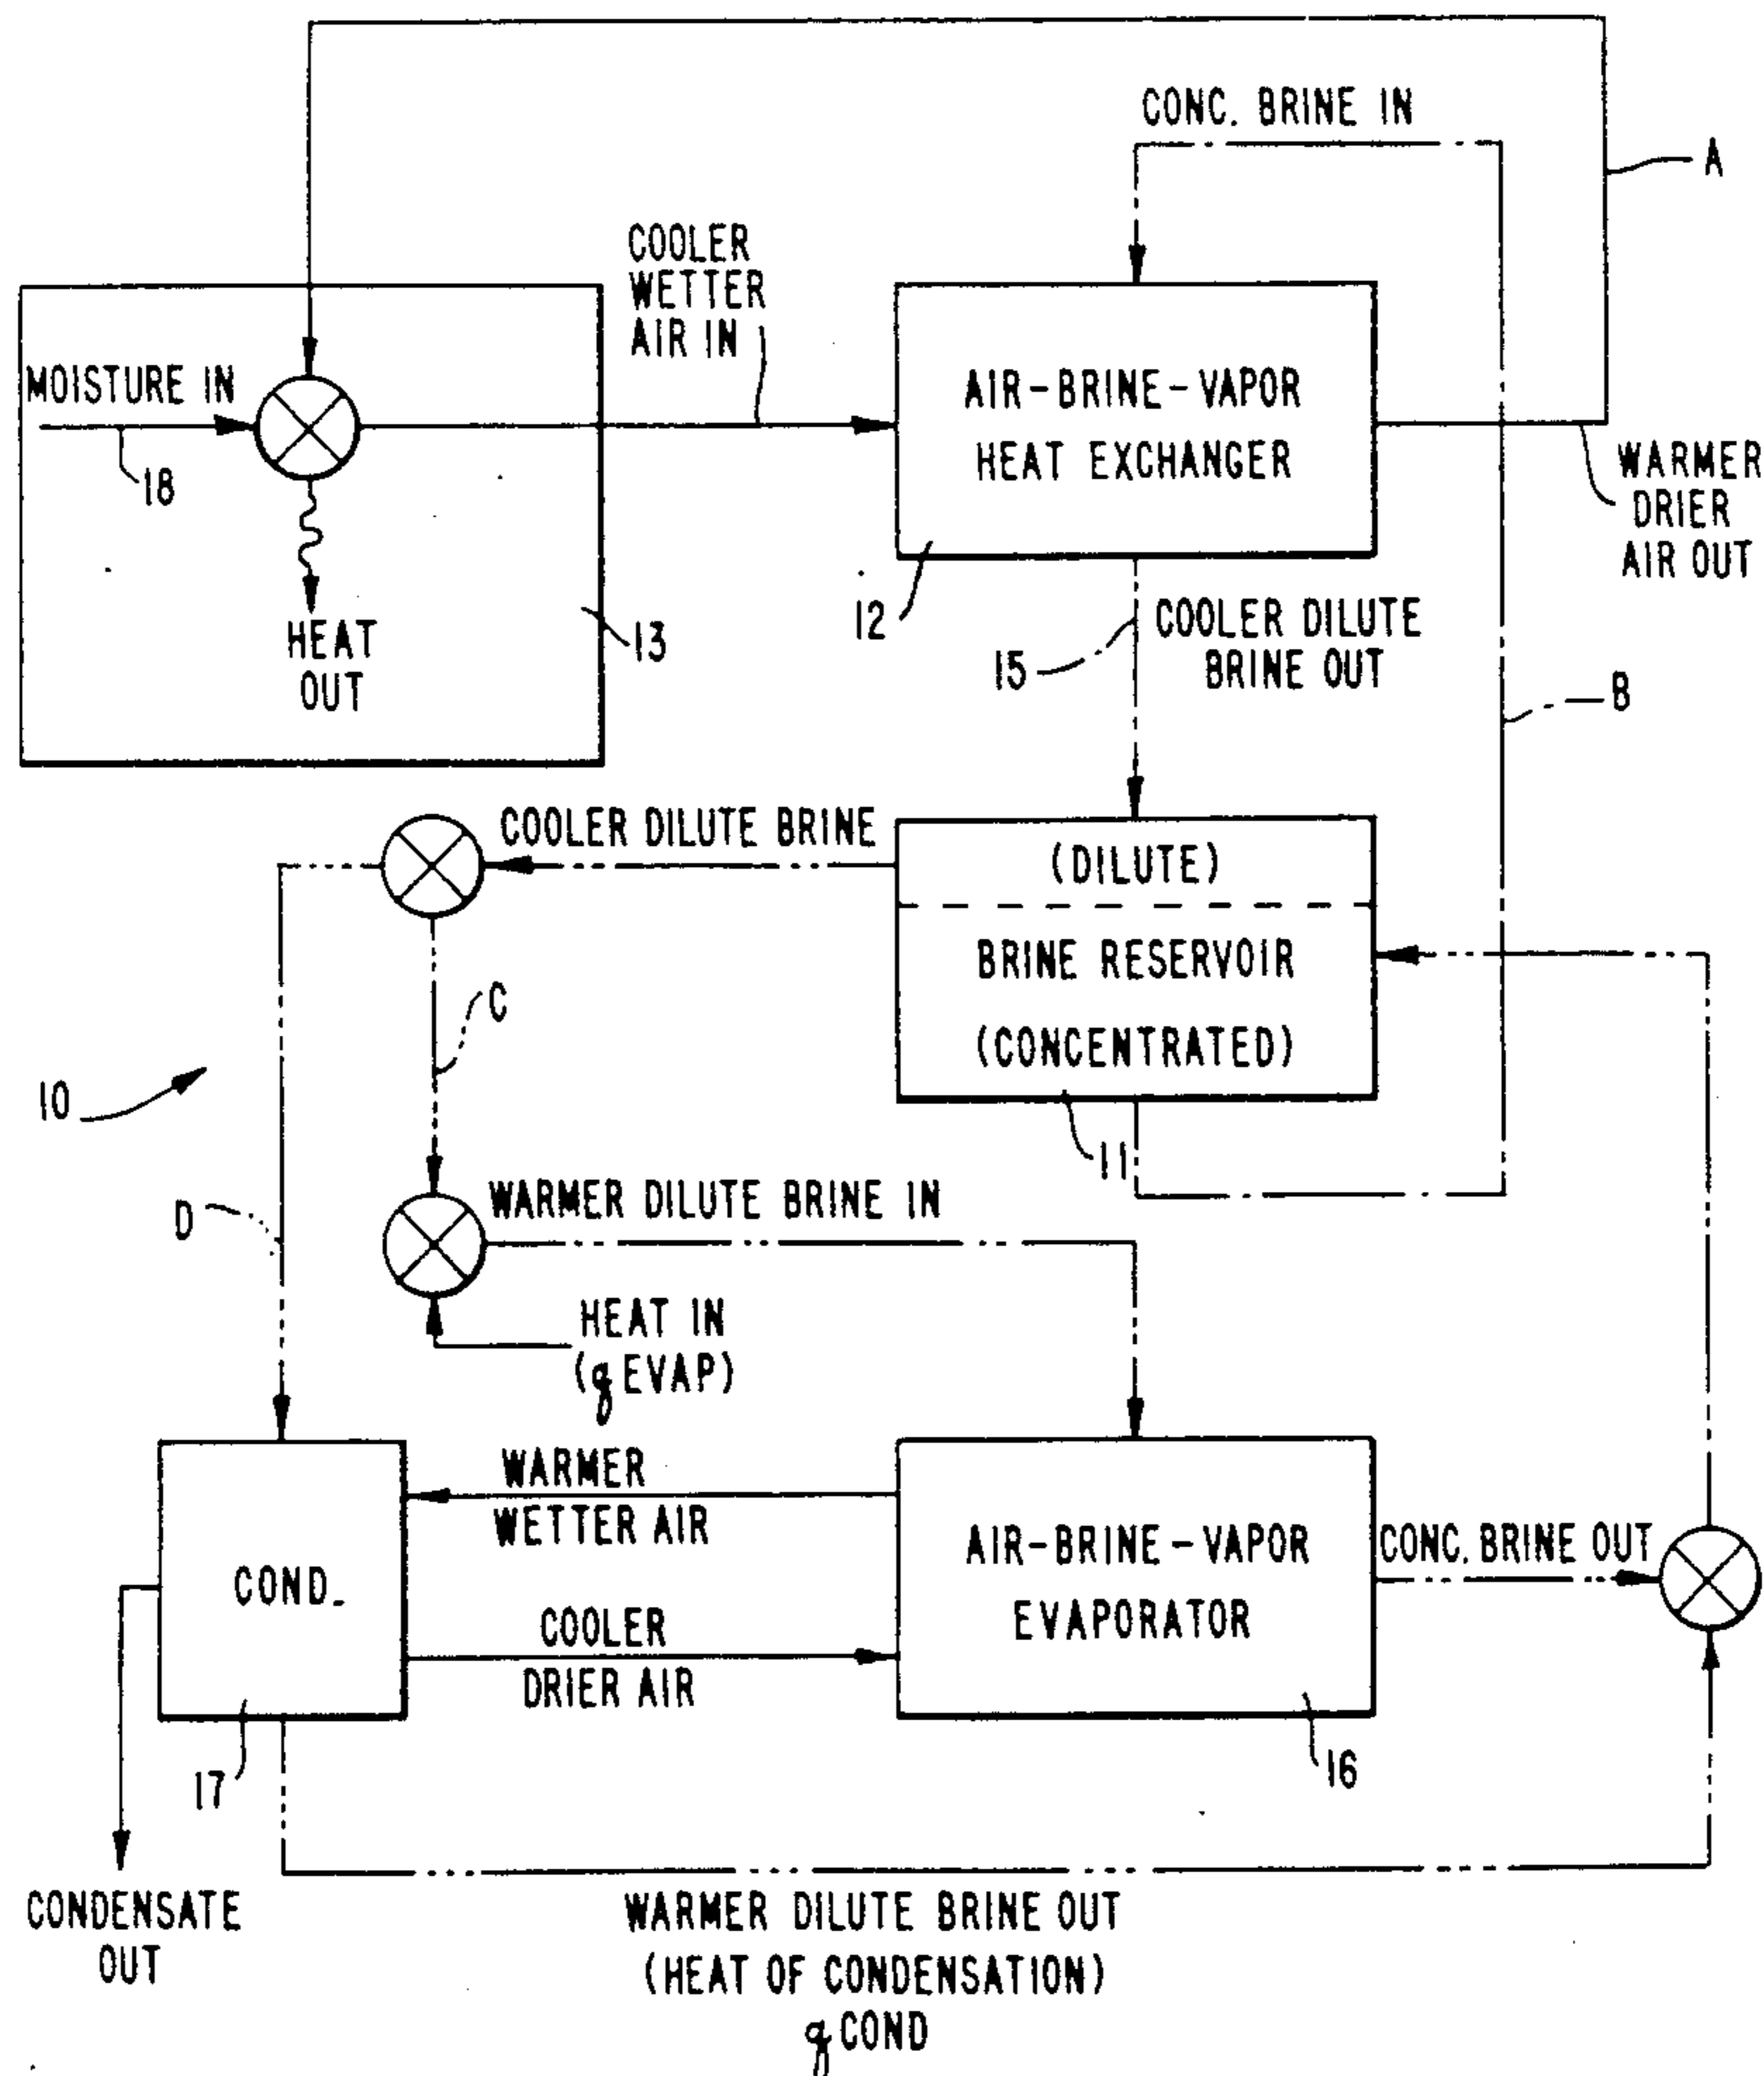 CONC. BRINE IN
A
COOLER
WETTER
AIR IN
MOISTURE IN
18
HEAT
OUT
13
AIR-BRINE-VAPOR
HEAT EXCHANGER
12
WARMER
DRIER
AIR OUT
15
COOLER DILUTE
BRINE OUT
B
COOLER DILUTE BRINE
(DILUTE)
BRINE RESERVOIR
(CONCENTRATED)
11
C
10
D
WARMER DILUTE BRINE IN
HEAT IN
(q EVAP)
WARMER
WETTER AIR
COND.
COOLER
DRIER AIR
AIR-BRINE-VAPOR
EVAPORATOR
CONC. BRINE OUT
17
16
CONDENSATE
OUT
WARMER DILUTE BRINE OUT
(HEAT OF CONDENSATION)
q COND